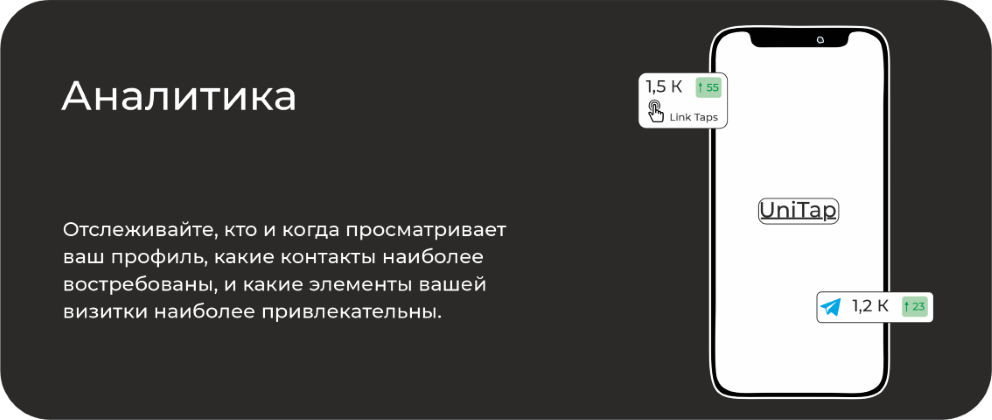 Аналитика
Отслеживайте, кто и когда просматривает
ваш профиль, какие контакты наиболее
востребованы, и какие элементы вашей
визитки наиболее привлекательны.
1,5 K ↑ 55
Link Taps
UniTap
1,2 K ↑ 23